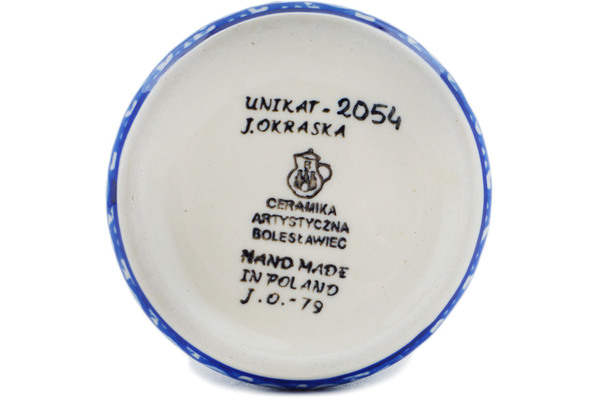 UNIKAT-2054
J.OKRASKA
CERAMIKA
ARTYSTYCZNA
BOLESŁAWIEC
HAND MADE
IN POLAND
J.O.-79